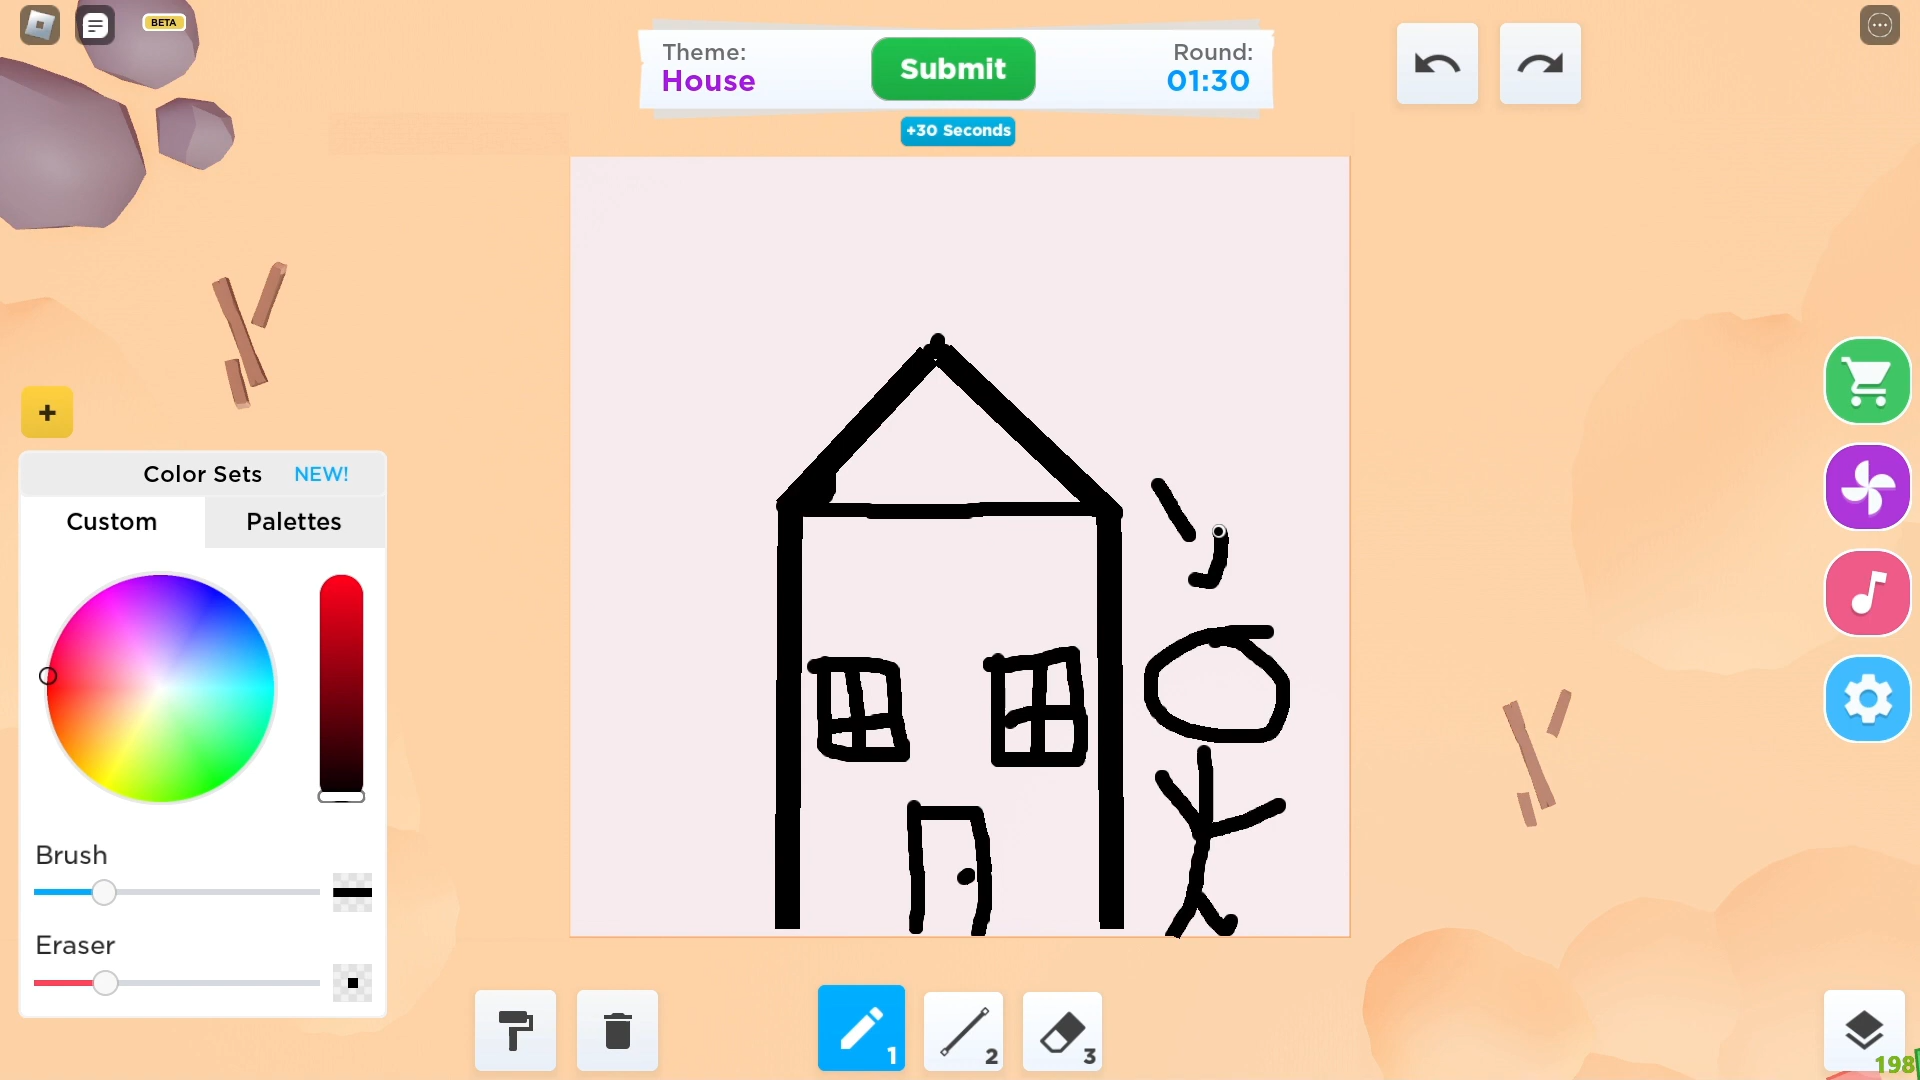 BETA
Theme:
House
Submit
Round:
01:30
+30 Seconds
+
Color Sets NEW!
Custom Palettes
Brush
Eraser
1
2
3
198